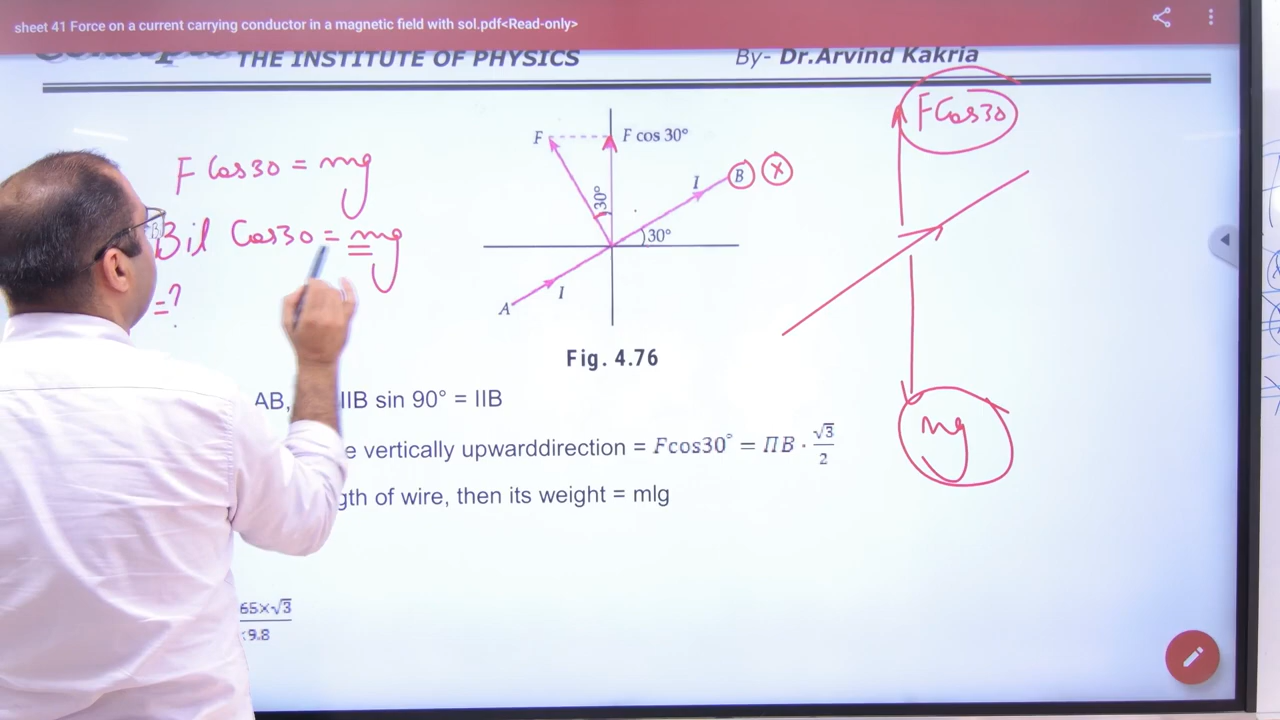 sheet 41 Force on a current carrying conductor in a magnetic field with sol.pdf<Read-only>
THE INSTITUTE OF PHYSICS
By- Dr.Arvind Kakria
F Cos30 = mg
Bil Cos30 = mg
=?
F
F cos 30°
30°
I
B
X
30°
A
I
Fig. 4.76
F Cos30
mg
AB, IIB sin 90° = IIB
e vertically upwarddirection = Fcos30° = ΠB · √3/2
gth of wire, then its weight = mlg
65×√3
9.8